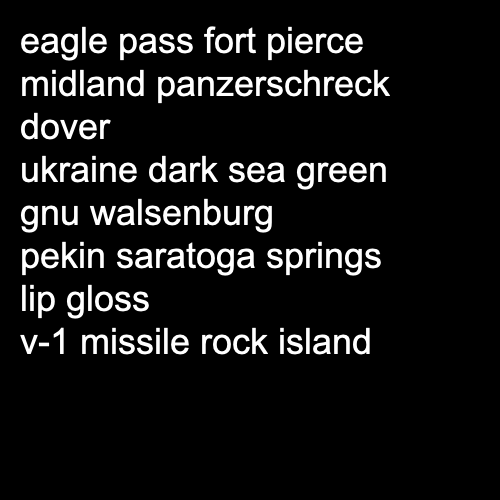 eagle pass fort pierce
midland panzerschreck
dover
ukraine dark sea green
gnu walsenburg
pekin saratoga springs
lip gloss
v-1 missile rock island